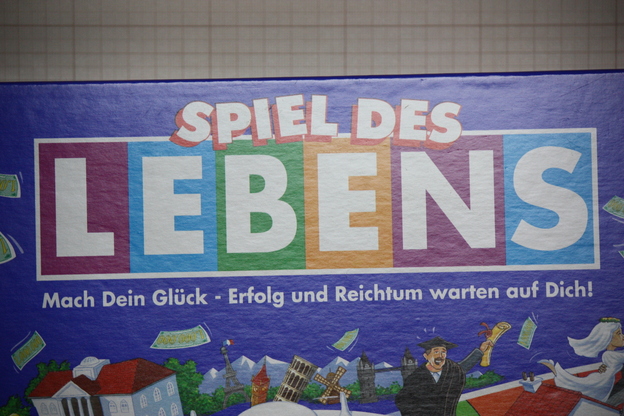 SPIEL DES
LEBENS
Mach Dein Glück - Erfolg und Reichtum warten auf Dich!